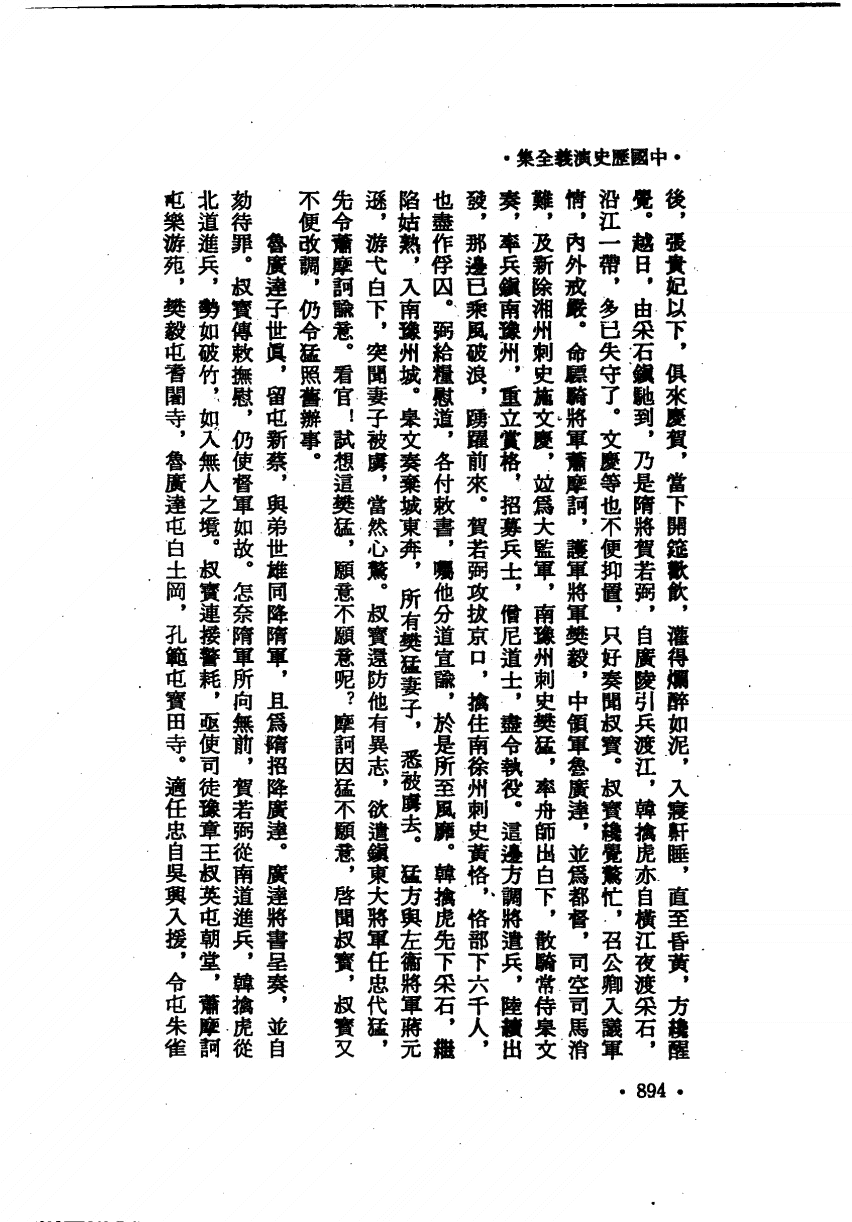 ·中國歷史演義全集·
後，張貴妃以下，俱來慶賀，當下開筵歡飲，灌得爛醉如泥，入寢鼾睡，直至昏黃，方纔醒
覺。越日，由采石鎮馳到，乃是隋將賀若弼，自廣陵引兵渡江，韓擒虎亦自橫江夜渡采石，
沿江一帶，多已失守了。文慶等也不便抑置，只好奏聞叔寶。叔寶纔覺驚忙，召公卿入議軍
情，內外戒嚴。命驃騎將軍蕭摩訶，護軍將軍樊毅，中領軍魯廣達，並爲都督，司空司馬消
難，及新除湘州刺史施文慶，竝爲大監軍，南豫州刺史樊猛，率舟師出白下，散騎常侍皋文
奏，率兵鎮南豫州，重立賞格，招募兵士，僧尼道士，盡令執役。這邊方調將遣兵，陸續出
發，那邊已乘風破浪，踴躍前來。賀若弼攻拔京口，擒住南徐州刺史黃恪，恪部下六千人，
也盡作俘囚。弼給糧慰道，各付敕書，囑他分道宣諭，於是所至風靡。韓擒虎先下采石，繼
陷姑熟，入南豫州城。皋文奏棄城東奔，所有樊猛妻子，悉被虜去。猛方與左衞將軍蔣元
遜，游弋白下，突聞妻子被虜，當然心驚。叔寶還防他有異志，欲遣鎮東大將軍任忠代猛，
先令蕭摩訶諭意。看官！試想這樊猛，願意不願意呢？摩訶因猛不願意，啓聞叔寶，叔寶又
不便改調，仍令猛照舊辦事。
魯廣達子世眞，留屯新蔡，與弟世雄同降隋軍，且爲隋招降廣達。廣達將書呈奏，並自
劾待罪。叔寶傳敕撫慰，仍使督軍如故。怎奈隋軍所向無前，賀若弼從南道進兵，韓擒虎從
北道進兵，勢如破竹，如入無人之境。叔寶連接警耗，亟使司徒豫章王叔英屯朝堂，蕭摩訶
屯樂游苑，樊毅屯耆闍寺，魯廣達屯白土岡，孔範屯寶田寺。適任忠自吳興入援，令屯朱雀
·894·